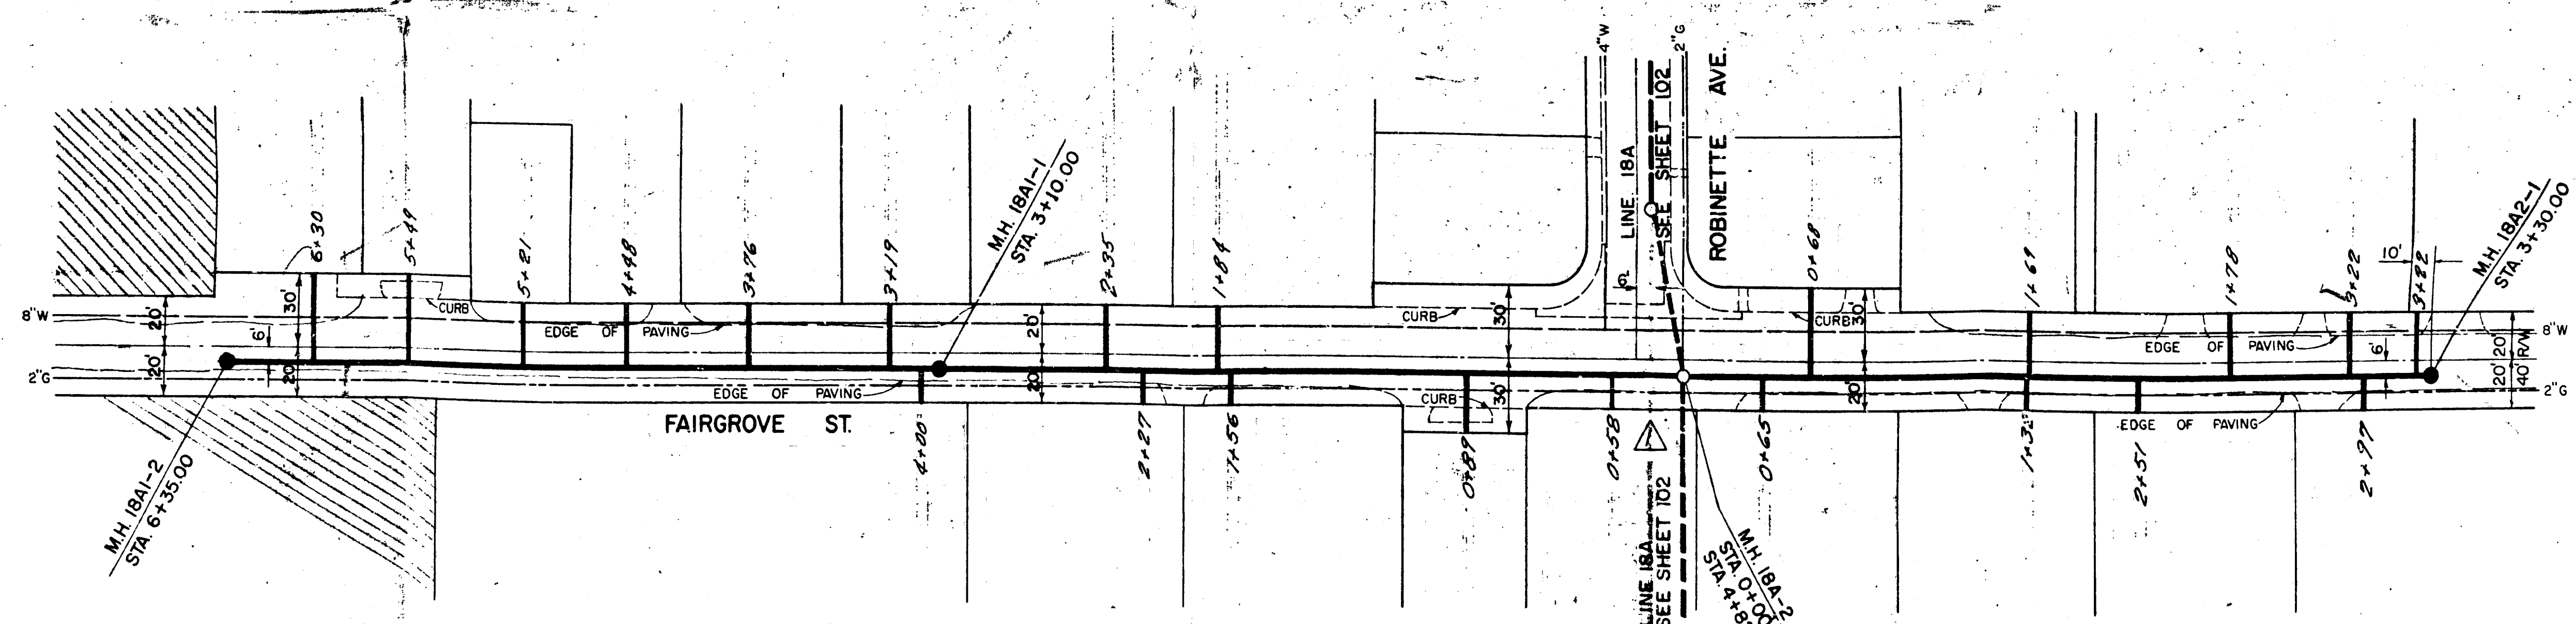 4"W
2"G
LINE 18A
SEE SHEET 102
ROBINETTE AVE.
M.H. 18A1-1
STA. 3+10.00
M.H. 18A2-1
STA. 3+30.00
6+30
5+49
5+21
4+48
3+76
3+19
2+35
1+84
0+68
1+69
1+78
3+22
3+82
10'
6'
8"W
20'
6'
30'
CURB
EDGE OF PAVING
20'
CURB
30'
CURB
30'
EDGE OF PAVING
6'
20'
8"W
2"G
20'
20'
EDGE OF PAVING
20'
CURB
30'
20'
EDGE OF PAVING
20'
40' R/W
2"G
FAIRGROVE ST.
4+00
2+27
1+56
0+89
0+58
0+65
2+51
2+97
M.H. 18A1-2
STA. 6+35.00
LINE 18A
SEE SHEET 102
M.H. 18A-2
STA. 0+00